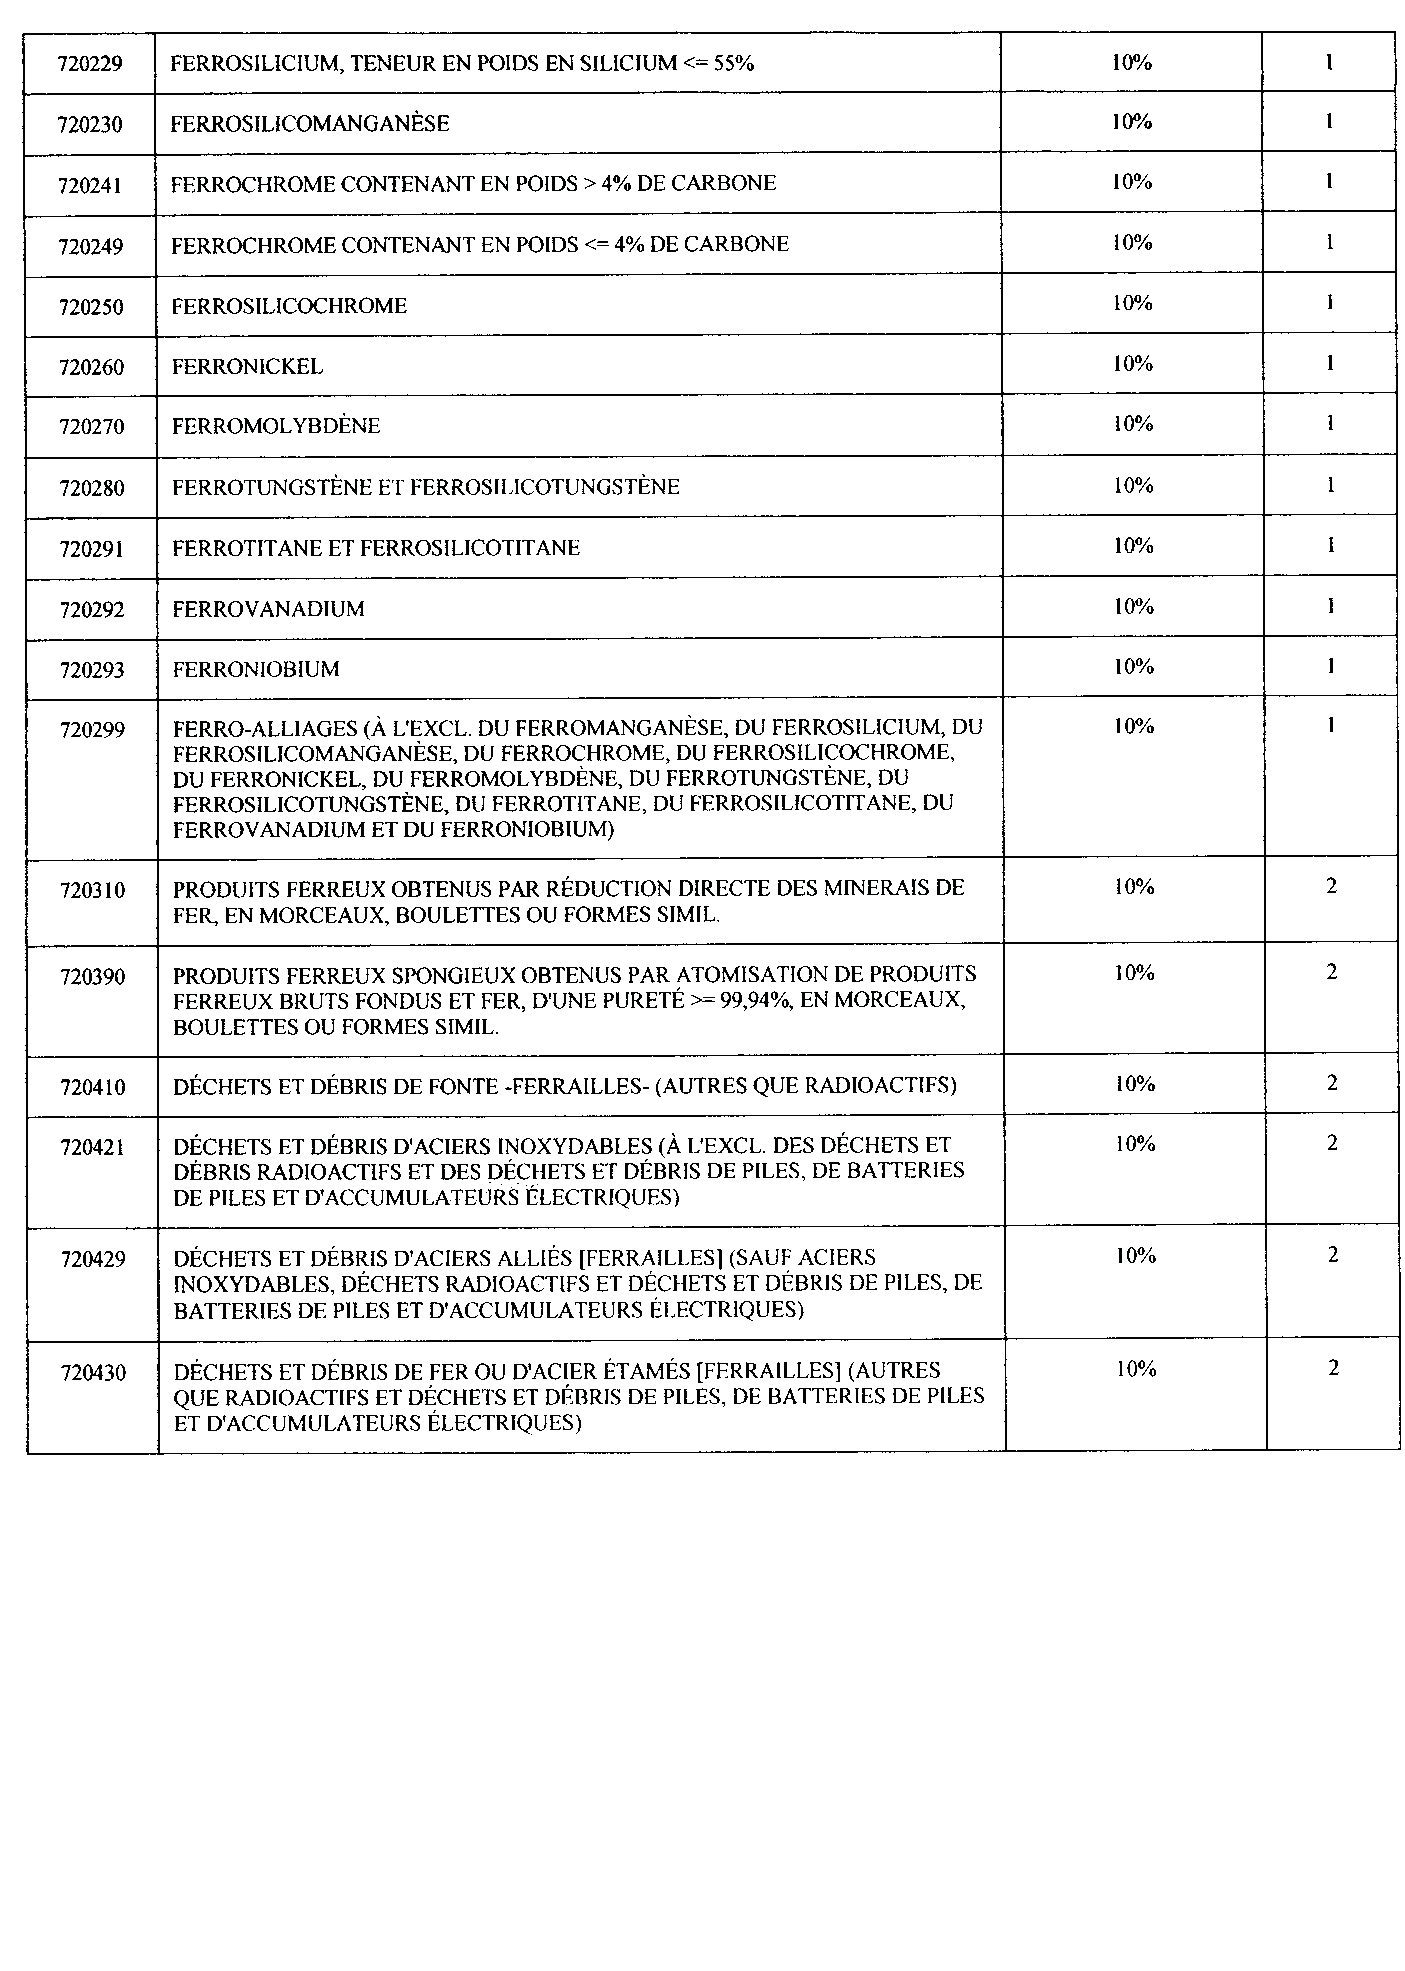 720229 FERROSILICIUM, TENEUR EN POIDS EN SILICIUM <= 55% 10% 1
720230 FERROSILICOMANGANÈSE 10% 1
720241 FERROCHROME CONTENANT EN POIDS > 4% DE CARBONE 10% 1
720249 FERROCHROME CONTENANT EN POIDS <= 4% DE CARBONE 10% 1
720250 FERROSILICOCHROME 10% 1
720260 FERRONICKEL 10% 1
720270 FERROMOLYBDÈNE 10% 1
720280 FERROTUNGSTÈNE ET FERROSILICOTUNGSTÈNE 10% 1
720291 FERROTITANE ET FERROSILICOTITANE 10% 1
720292 FERROVANADIUM 10% 1
720293 FERRONIOBIUM 10% 1
720299 FERRO-ALLIAGES (À L'EXCL. DU FERROMANGANÈSE, DU FERROSILICIUM, DU 10% 1
FERROSILICOMANGANÈSE, DU FERROCHROME, DU FERROSILICOCHROME,
DU FERRONICKEL, DU FERROMOLYBDÈNE, DU FERROTUNGSTÈNE, DU
FERROSILICOTUNGSTÈNE, DU FERROTITANE, DU FERROSILICOTITANE, DU
FERROVANADIUM ET DU FERRONIOBIUM)
720310 PRODUITS FERREUX OBTENUS PAR RÉDUCTION DIRECTE DES MINERAIS DE 10% 2
FER, EN MORCEAUX, BOULETTES OU FORMES SIMIL.
720390 PRODUITS FERREUX SPONGIEUX OBTENUS PAR ATOMISATION DE PRODUITS 10% 2
FERREUX BRUTS FONDUS ET FER, D'UNE PURETÉ >= 99,94%, EN MORCEAUX,
BOULETTES OU FORMES SIMIL.
720410 DÉCHETS ET DÉBRIS DE FONTE -FERRAILLES- (AUTRES QUE RADIOACTIFS) 10% 2
720421 DÉCHETS ET DÉBRIS D'ACIERS INOXYDABLES (À L'EXCL. DES DÉCHETS ET 10% 2
DÉBRIS RADIOACTIFS ET DES DÉCHETS ET DÉBRIS DE PILES, DE BATTERIES
DE PILES ET D'ACCUMULATEURS ÉLECTRIQUES)
720429 DÉCHETS ET DÉBRIS D'ACIERS ALLIÉS [FERRAILLES] (SAUF ACIERS 10% 2
INOXYDABLES, DÉCHETS RADIOACTIFS ET DÉCHETS ET DÉBRIS DE PILES, DE
BATTERIES DE PILES ET D'ACCUMULATEURS ÉLECTRIQUES)
720430 DÉCHETS ET DÉBRIS DE FER OU D'ACIER ÉTAMÉS [FERRAILLES] (AUTRES 10% 2
QUE RADIOACTIFS ET DÉCHETS ET DÉBRIS DE PILES, DE BATTERIES DE PILES
ET D'ACCUMULATEURS ÉLECTRIQUES)